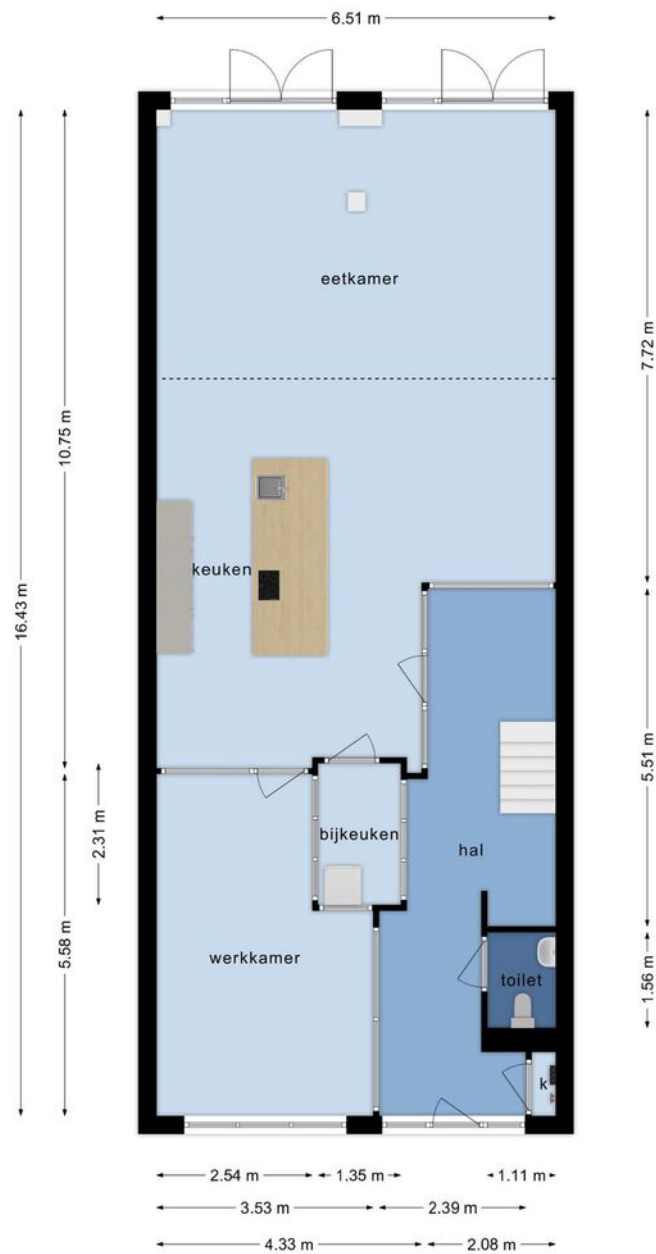 6.51 m
eetkamer
7.72 m
10.75 m
16.43 m
keuken
5.51 m
2.31 m
bijkeuken
hal
5.58 m
werkkamer
toilet
1.56 m
k
2.54 m
1.35 m
1.11 m
3.53 m
2.39 m
4.33 m
2.08 m